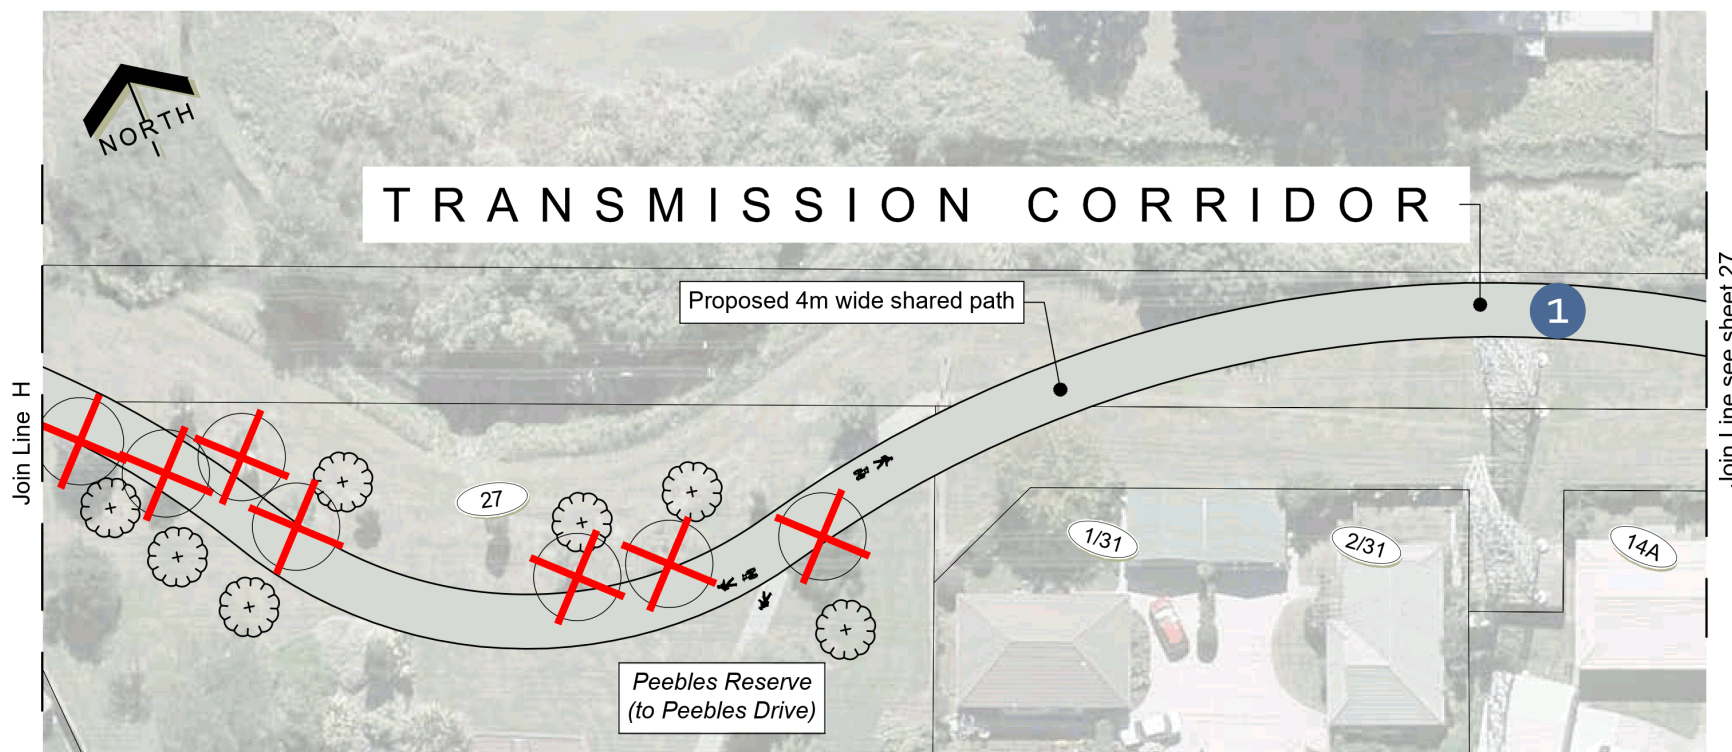 NORTH
TRANSMISSION CORRIDOR
Proposed 4m wide shared path
1
Join Line see sheet 27
Join Line H
27
1/31
2/31
14A
Peebles Reserve
(to Peebles Drive)